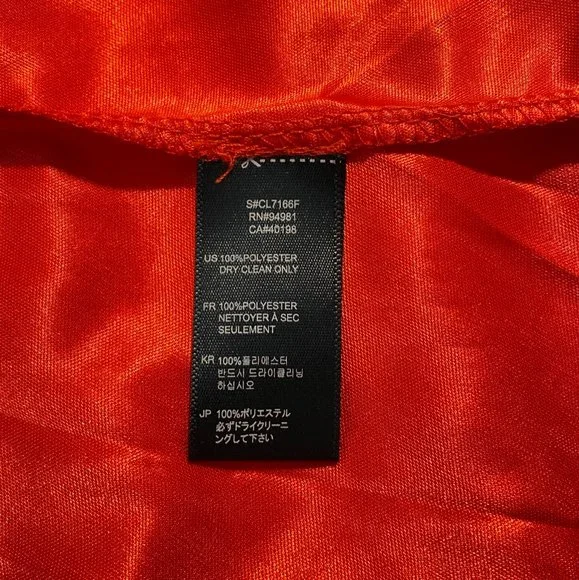 S#CL7166F
RN#94981
CA#40198
US 100%POLYESTER
DRY CLEAN ONLY
FR 100%POLYESTER
NETTOYER À SEC
SEULEMENT
KR 100%폴리에스터
반드시 드라이클리닝
하십시오
JP 100%ポリエステル
必ずドライクリーニ
ングして下さい